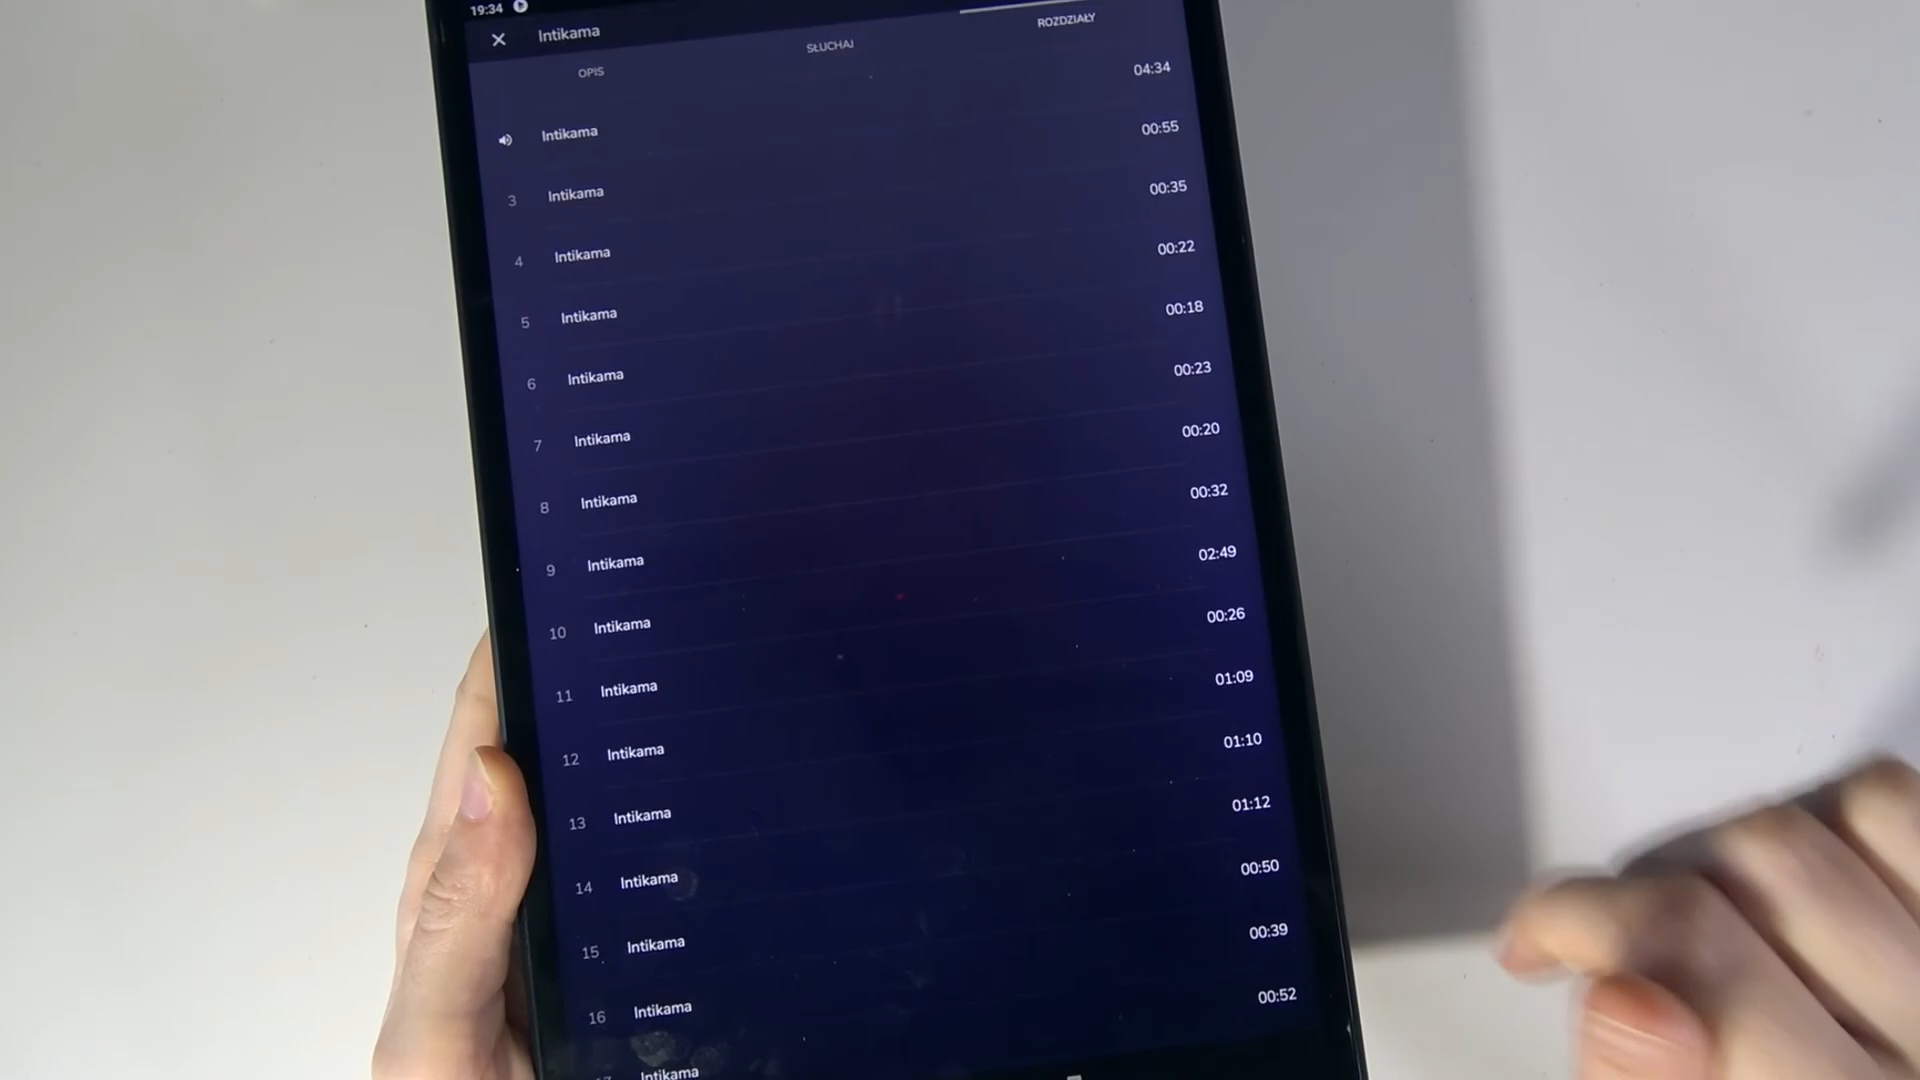 19:34
Intikama
OPIS SŁUCHAJ ROZDZIAŁY
Intikama 04:34
3 Intikama 00:55
4 Intikama 00:35
5 Intikama 00:22
6 Intikama 00:18
7 Intikama 00:23
8 Intikama 00:20
9 Intikama 00:32
10 Intikama 02:49
11 Intikama 00:26
12 Intikama 01:09
13 Intikama 01:10
14 Intikama 01:12
15 Intikama 00:50
16 Intikama 00:39
Intikama 00:52